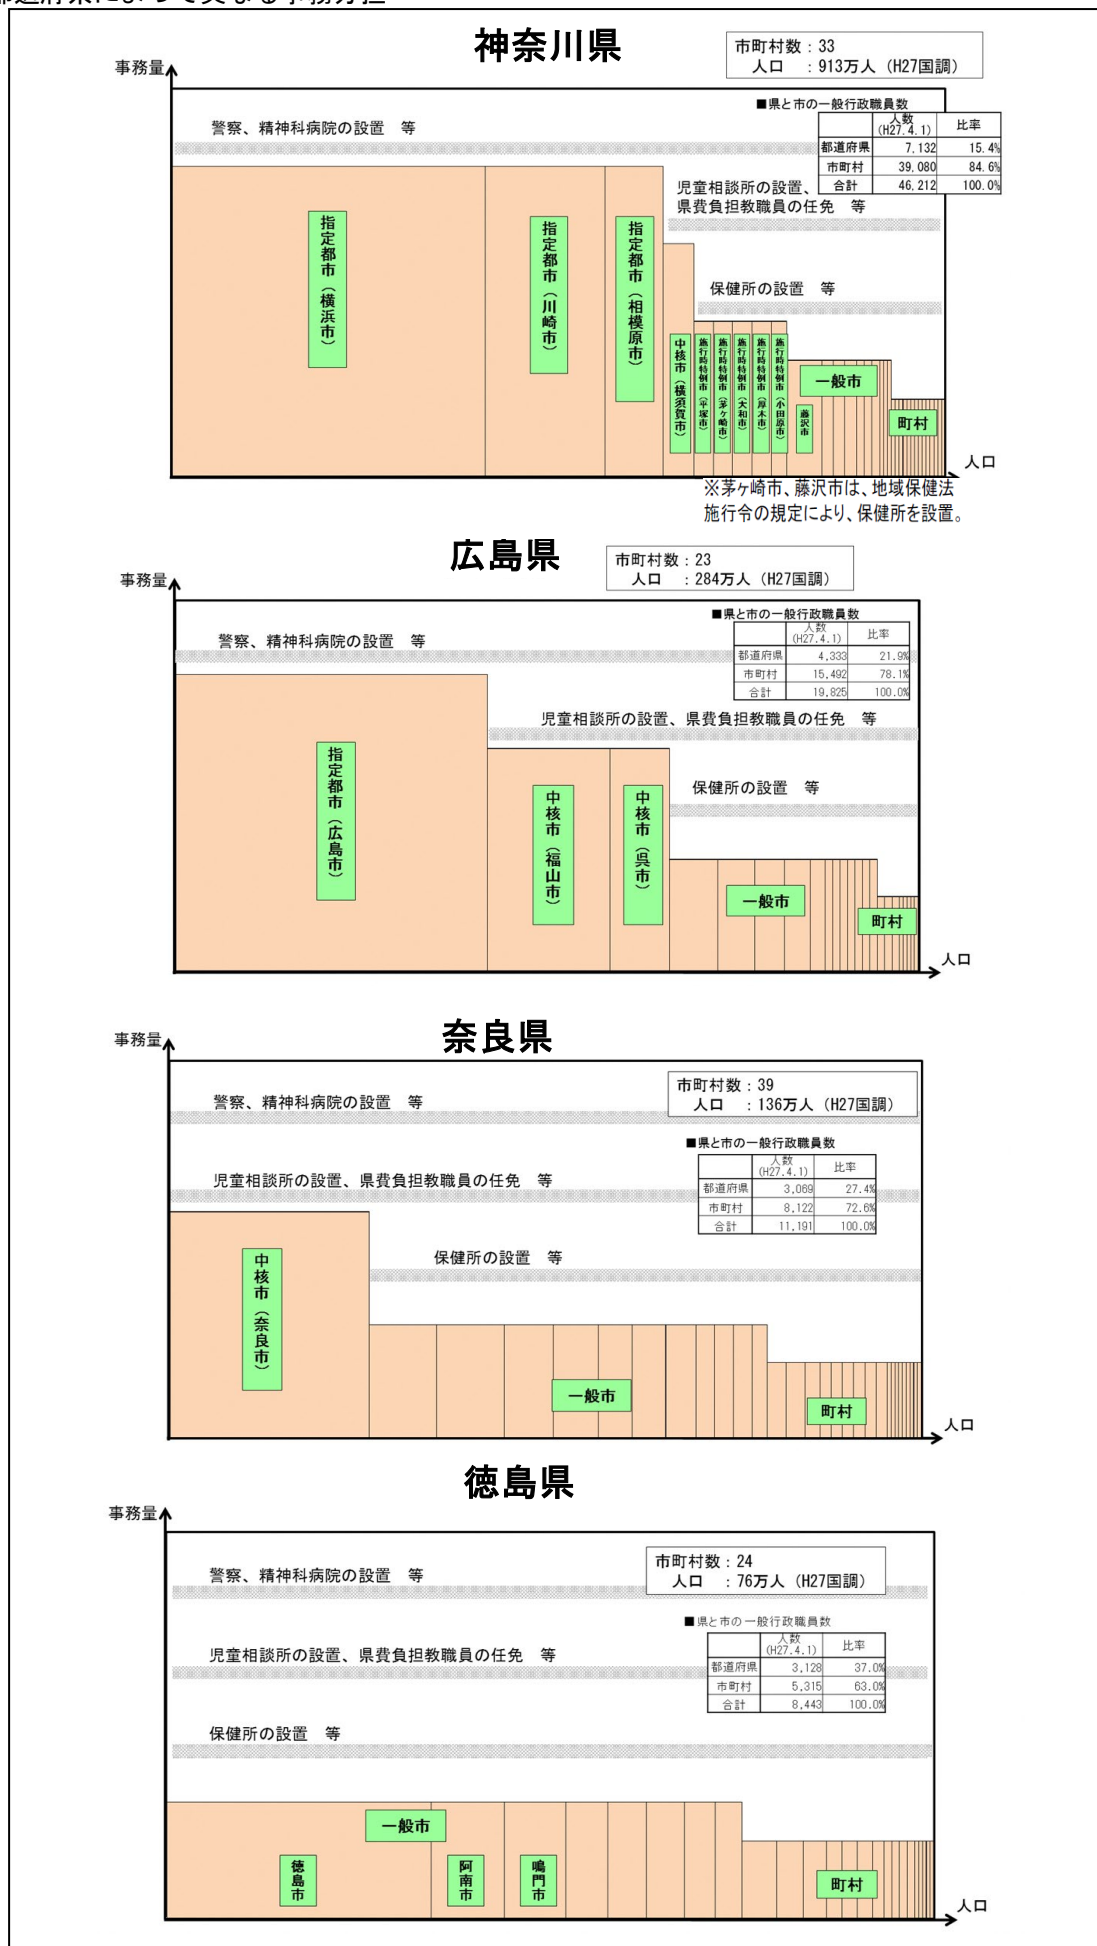 都道府県によって異なる事務分担
神奈川県
市町村数：33
人口 ：913万人（H27国調）
事務量
■県と市の一般行政職員数
人数(H27.4.1) 比率
都道府県 7,132 15.4%
市町村 39,080 84.6%
合計 46,212 100.0%
警察、精神科病院の設置 等
児童相談所の設置、
県費負担教職員の任免 等
保健所の設置 等
指定都市（横浜市）
指定都市（川崎市）
指定都市（相模原市）
中核市（横須賀市）
施行時特例市（平塚市）
施行時特例市（茅ヶ崎市）
施行時特例市（大和市）
施行時特例市（厚木市）
施行時特例市（小田原市）
一般市
藤沢市
町村
人口
※茅ヶ崎市、藤沢市は、地域保健法
施行令の規定により、保健所を設置。
広島県
市町村数：23
人口 ：284万人（H27国調）
事務量
■県と市の一般行政職員数
人数(H27.4.1) 比率
都道府県 4,333 21.9%
市町村 15,492 78.1%
合計 19,825 100.0%
警察、精神科病院の設置 等
児童相談所の設置、県費負担教職員の任免 等
保健所の設置 等
指定都市（広島市）
中核市（福山市）
中核市（呉市）
一般市
町村
人口
奈良県
事務量
市町村数：39
人口 ：136万人（H27国調）
警察、精神科病院の設置 等
■県と市の一般行政職員数
人数(H27.4.1) 比率
都道府県 3,069 27.4%
市町村 8,122 72.6%
合計 11,191 100.0%
児童相談所の設置、県費負担教職員の任免 等
保健所の設置 等
中核市（奈良市）
一般市
町村
人口
徳島県
事務量
市町村数：24
人口 ：76万人（H27国調）
警察、精神科病院の設置 等
■県と市の一般行政職員数
人数(H27.4.1) 比率
都道府県 3,128 37.0%
市町村 5,315 63.0%
合計 8,443 100.0%
児童相談所の設置、県費負担教職員の任免 等
保健所の設置 等
一般市
徳島市
阿南市
鳴門市
町村
人口